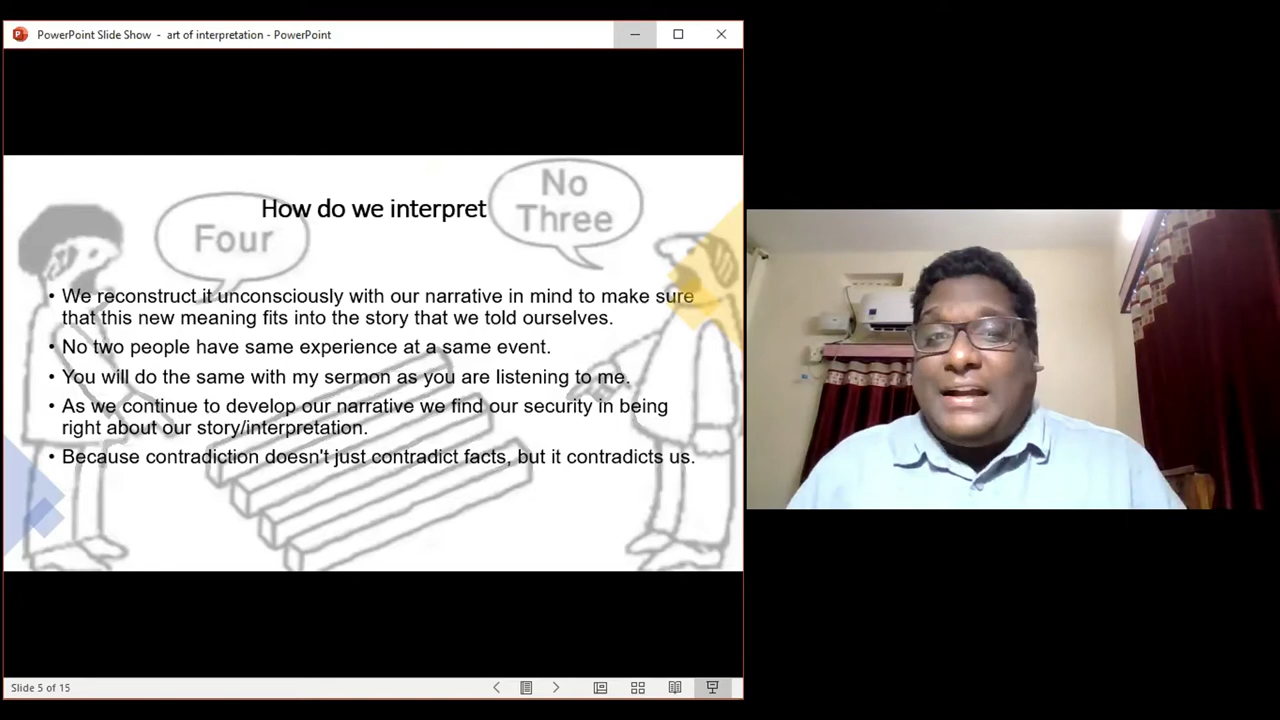 PowerPoint Slide Show - art of interpretation - PowerPoint
No
Three
Four
How do we interpret
• We reconstruct it unconsciously with our narrative in mind to make sure
that this new meaning fits into the story that we told ourselves.
• No two people have same experience at a same event.
• You will do the same with my sermon as you are listening to me.
• As we continue to develop our narrative we find our security in being
right about our story/interpretation.
• Because contradiction doesn't just contradict facts, but it contradicts us.
Slide 5 of 15